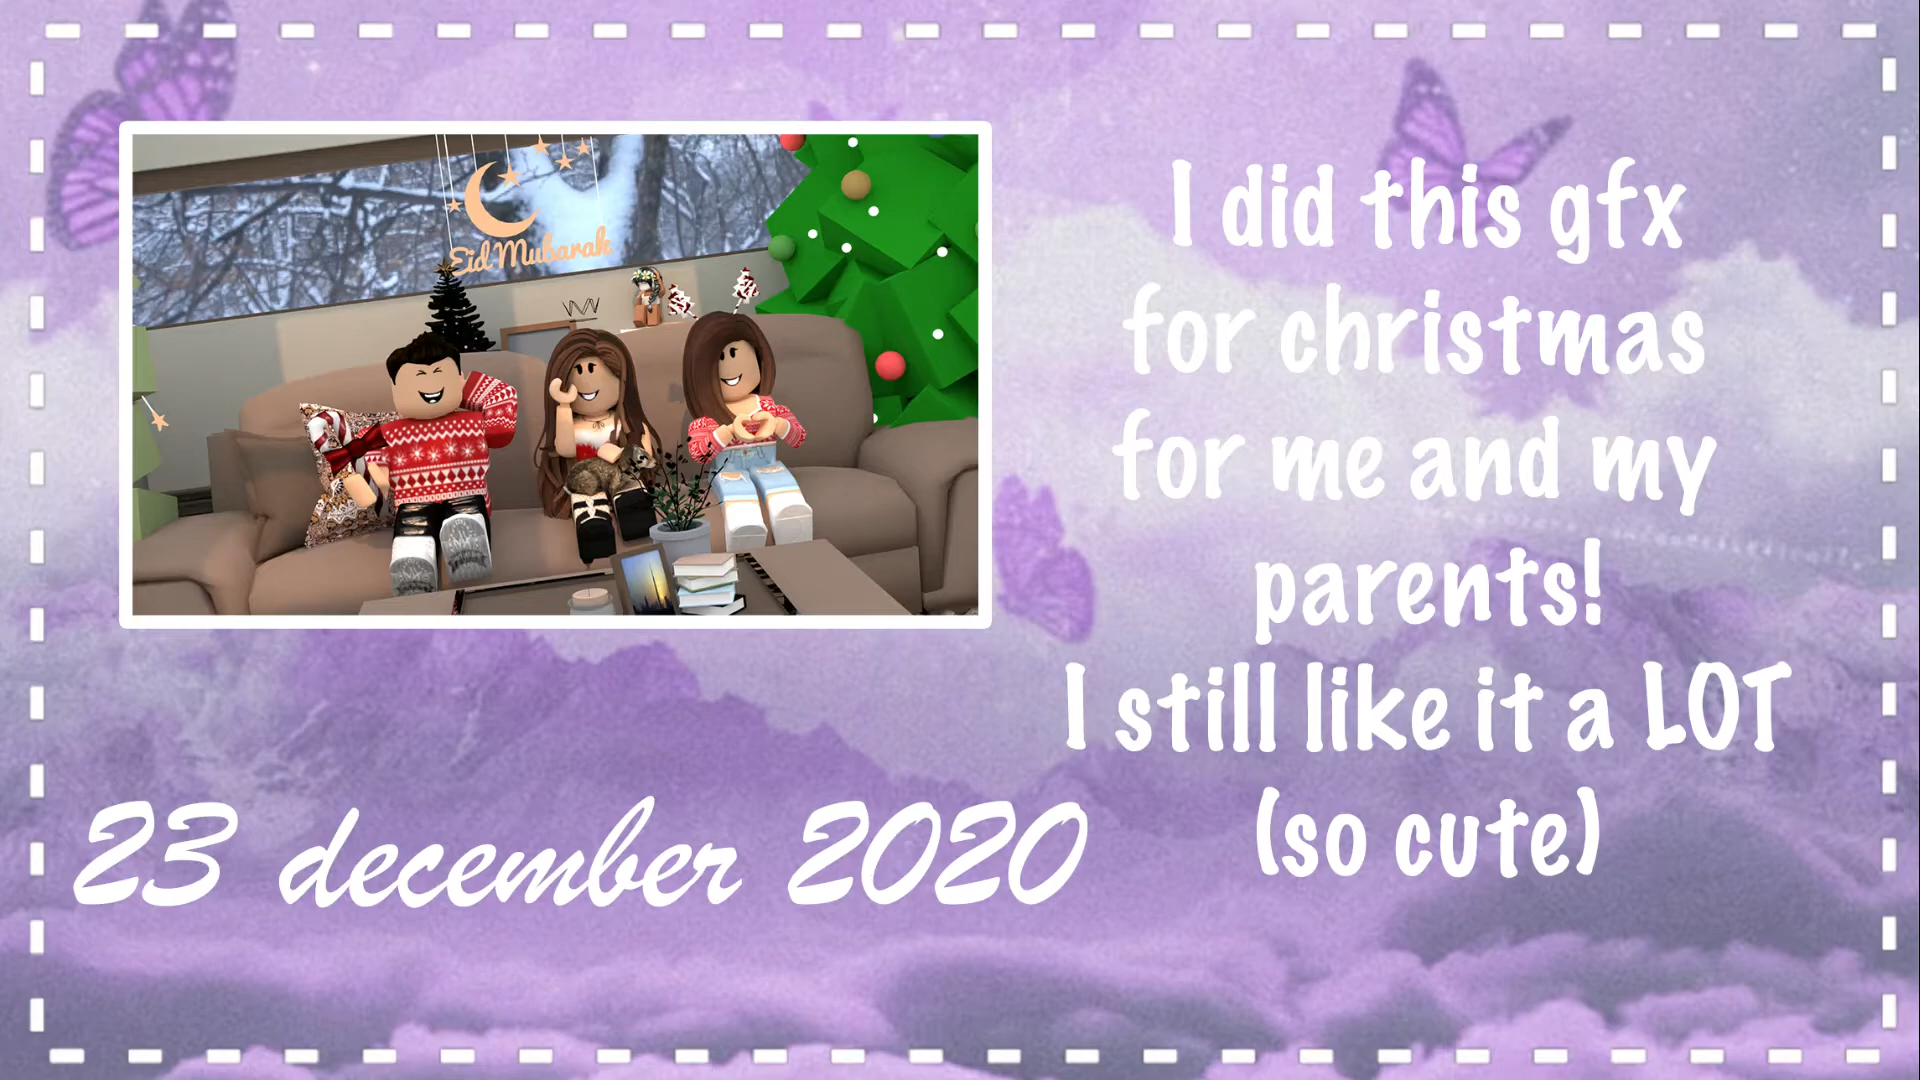 Eid Mubarak
I did this gfx
for christmas
for me and my
parents!
I still like it a LOT
(so cute)
23 december 2020